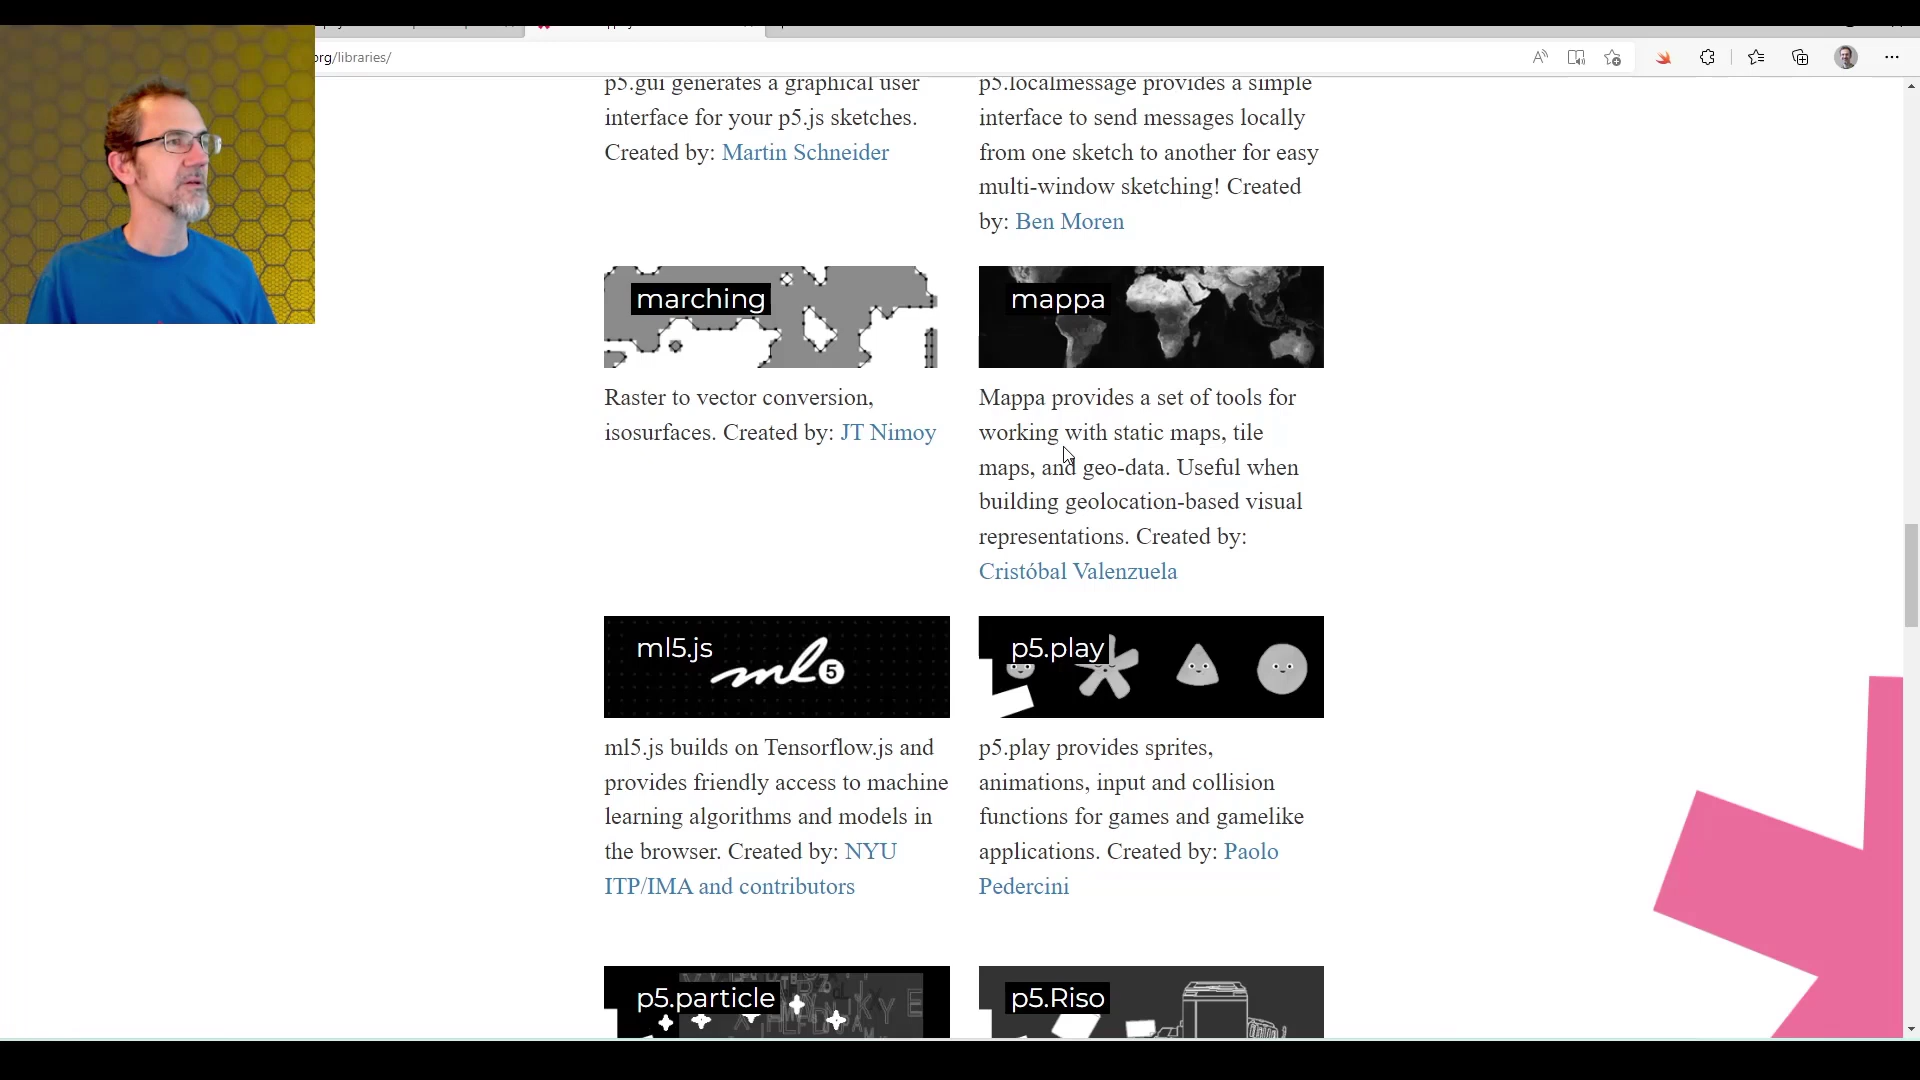 org/libraries/
p5.gui generates a graphical user
interface for your p5.js sketches.
Created by: Martin Schneider
p5.localmessage provides a simple
interface to send messages locally
from one sketch to another for easy
multi-window sketching! Created
by: Ben Moren
marching
Raster to vector conversion,
isosurfaces. Created by: JT Nimoy
mappa
Mappa provides a set of tools for
working with static maps, tile
maps, and geo-data. Useful when
building geolocation-based visual
representations. Created by:
Cristóbal Valenzuela
ml5.js
ml5
ml5.js builds on Tensorflow.js and
provides friendly access to machine
learning algorithms and models in
the browser. Created by: NYU
ITP/IMA and contributors
p5.play
p5.play provides sprites,
animations, input and collision
functions for games and gamelike
applications. Created by: Paolo
Pedercini
p5.particle
p5.Riso